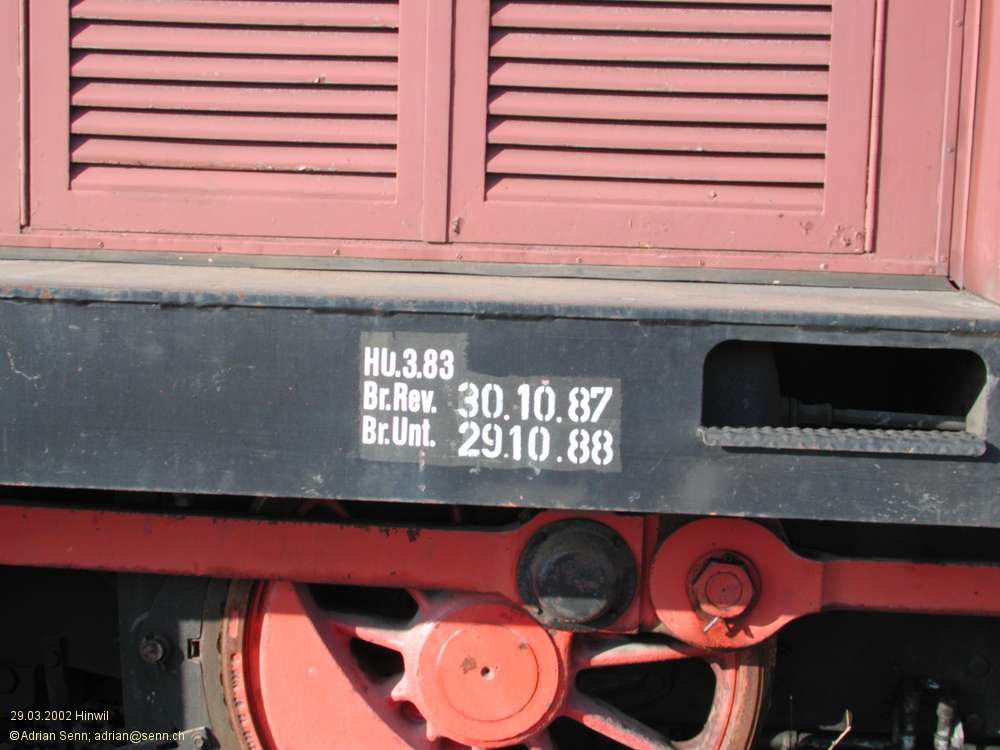 HU.3.83
Br.Rev. 30.10.87
Br.Unt. 29.10.88
29.03.2002 Hinwil
©Adrian Senn; adrian@senn.ch